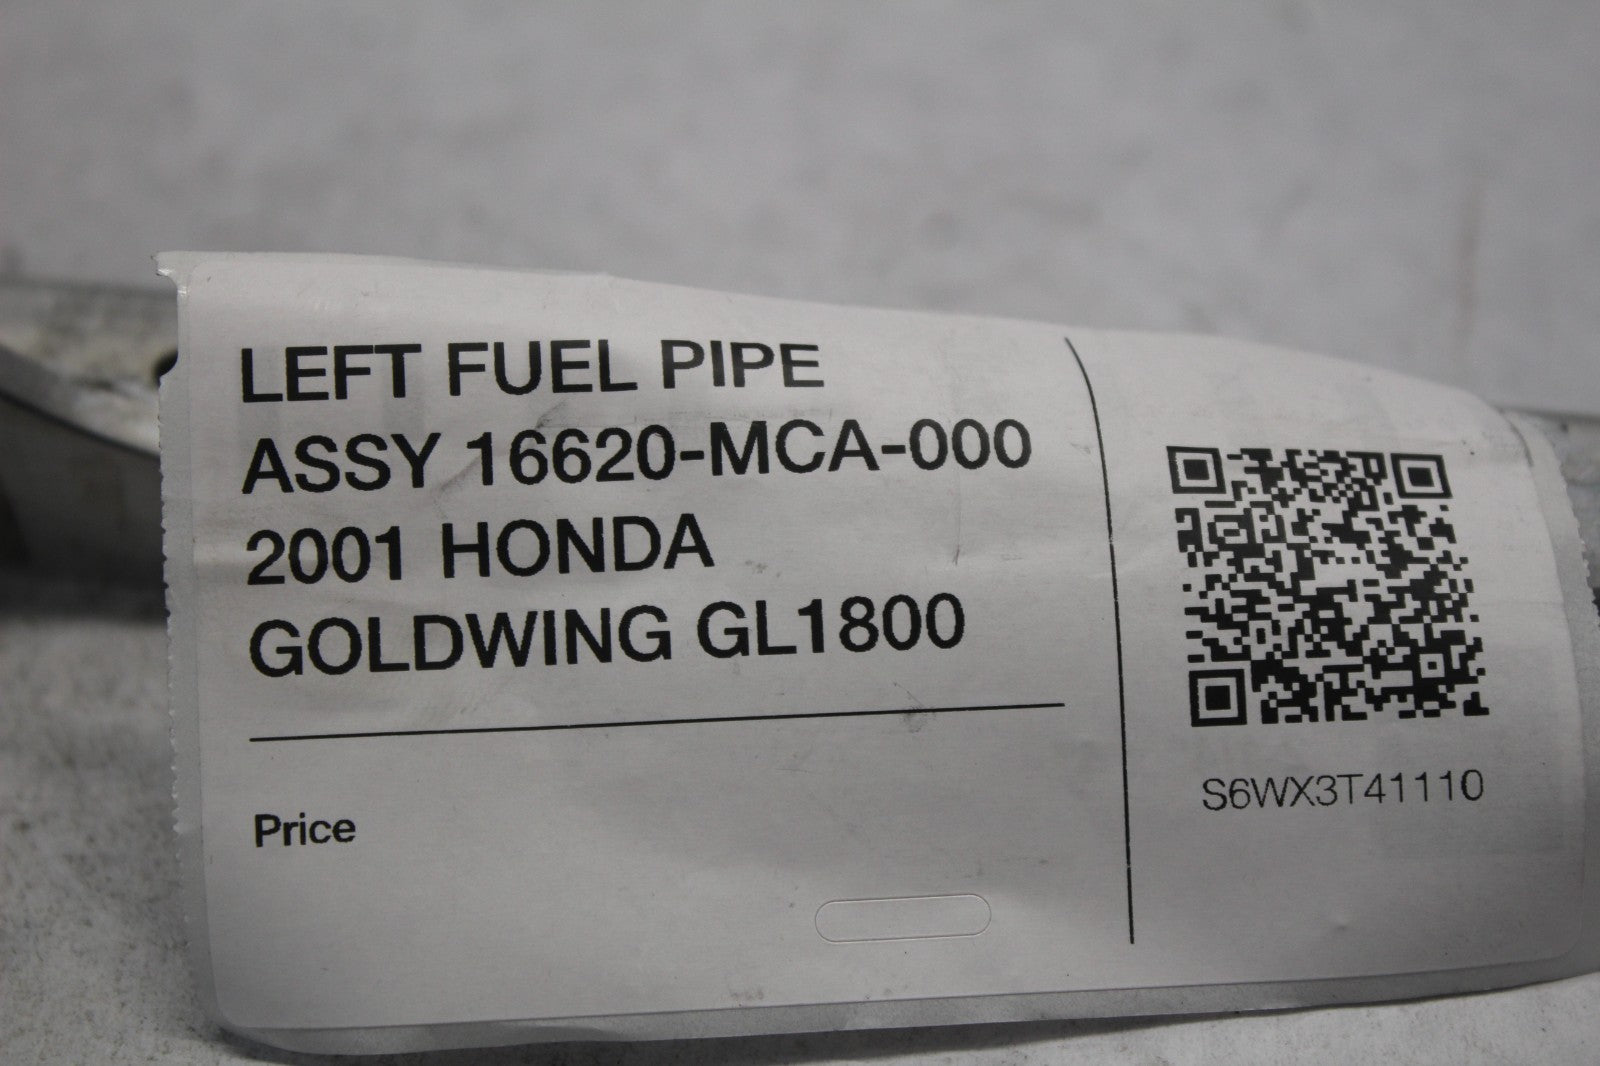 LEFT FUEL PIPE
ASSY 16620-MCA-000
2001 HONDA
GOLDWING GL1800
Price
S6WX3T41110